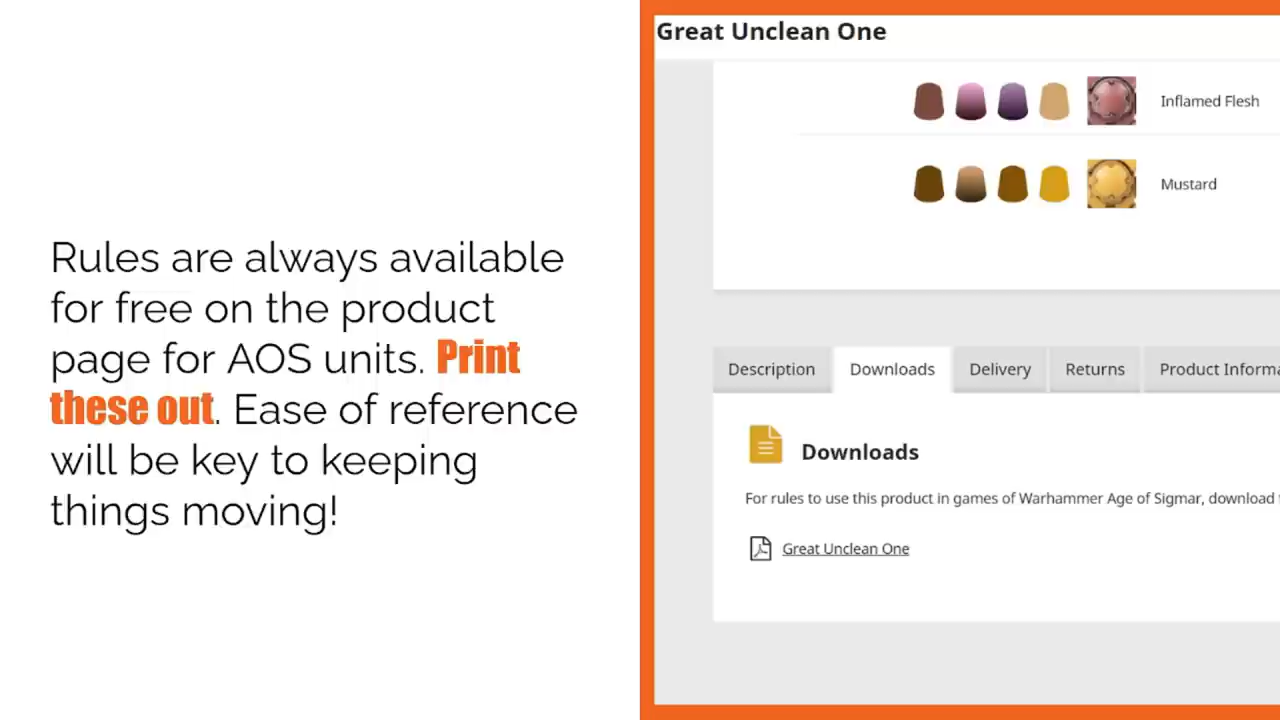 Rules are always available
for free on the product
page for AOS units. Print
these out. Ease of reference
will be key to keeping
things moving!
Great Unclean One
Inflamed Flesh
Mustard
Description Downloads Delivery Returns Product Informa
Downloads
For rules to use this product in games of Warhammer Age of Sigmar, download
Great Unclean One